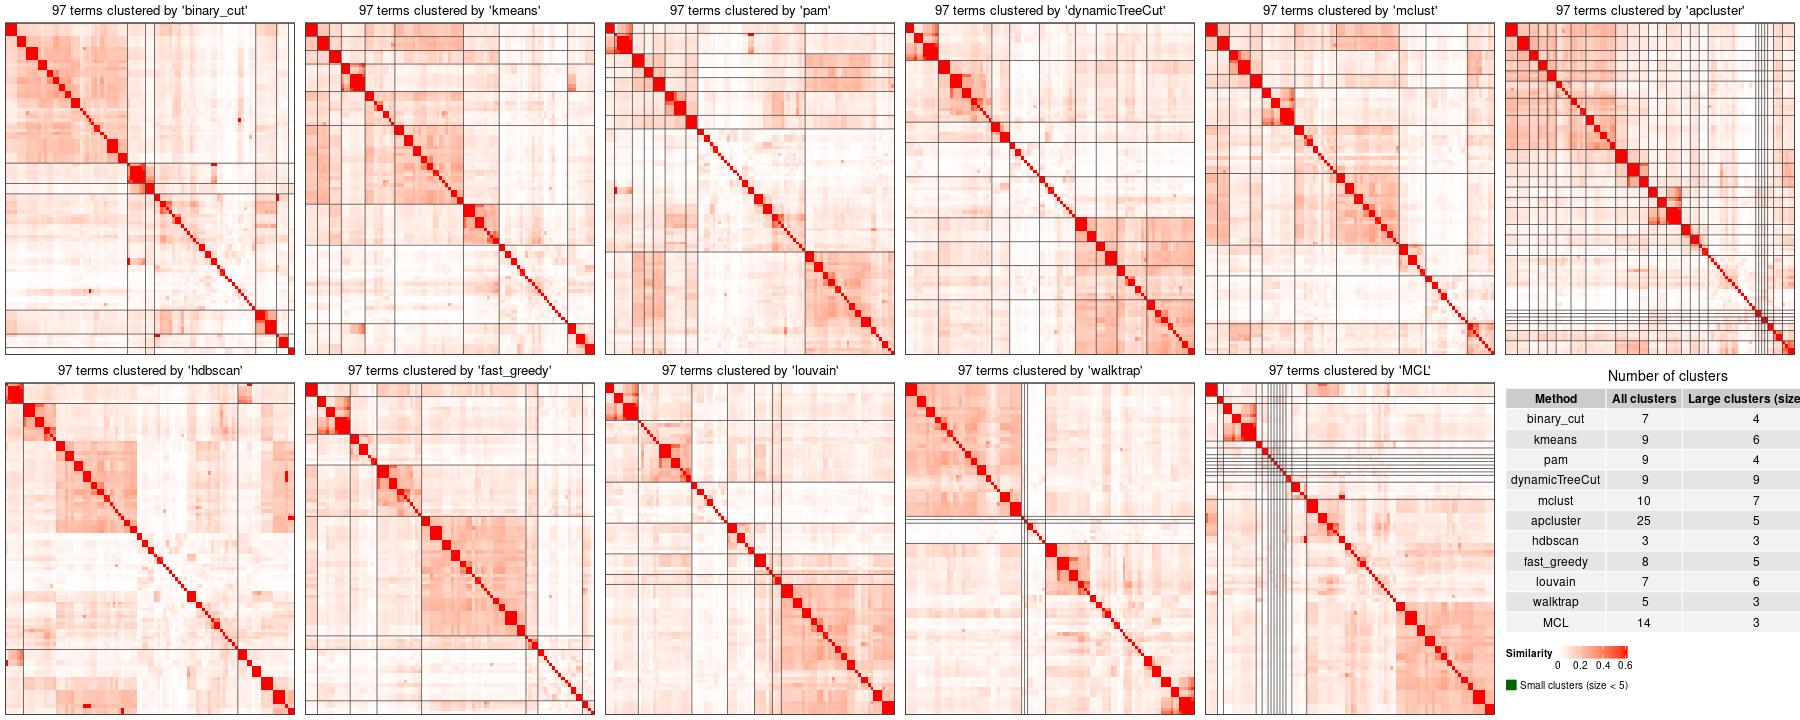 97 terms clustered by 'binary_cut'
97 terms clustered by 'kmeans'
97 terms clustered by 'pam'
97 terms clustered by 'dynamicTreeCut'
97 terms clustered by 'mclust'
97 terms clustered by 'apcluster'
97 terms clustered by 'hdbscan'
97 terms clustered by 'fast_greedy'
97 terms clustered by 'louvain'
97 terms clustered by 'walktrap'
97 terms clustered by 'MCL'
Number of clusters
Method All clusters Large clusters (size
binary_cut 7 4
kmeans 9 6
pam 9 4
dynamicTreeCut 9 9
mclust 10 7
apcluster 25 5
hdbscan 3 3
fast_greedy 8 5
louvain 7 6
walktrap 5 3
MCL 14 3
Similarity
0 0.2 0.4 0.6
Small clusters (size < 5)